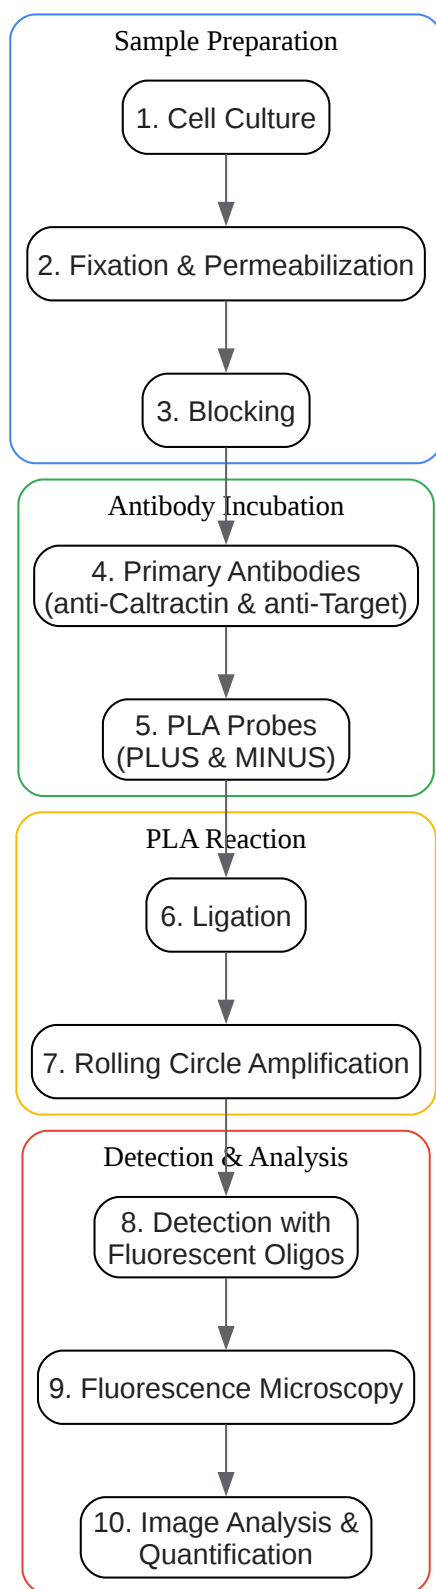 Sample Preparation
1. Cell Culture
2. Fixation & Permeabilization
3. Blocking
Antibody Incubation
4. Primary Antibodies
(anti-Caltractin & anti-Target)
5. PLA Probes
(PLUS & MINUS)
PLA Reaction
6. Ligation
7. Rolling Circle Amplification
Detection & Analysis
8. Detection with
Fluorescent Oligos
9. Fluorescence Microscopy
10. Image Analysis &
Quantification